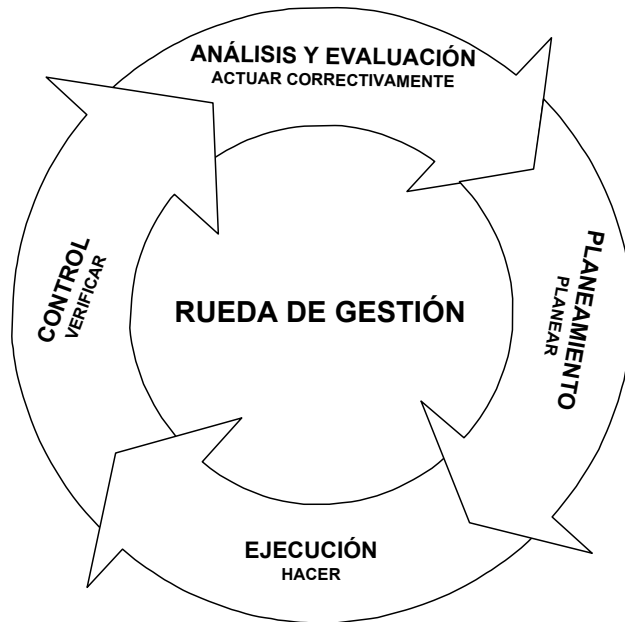 ANÁLISIS Y EVALUACIÓN
ACTUAR CORRECTIVAMENTE
PLANEAMIENTO
PLANEAR
CONTROL
VERIFICAR
RUEDA DE GESTIÓN
EJECUCIÓN
HACER